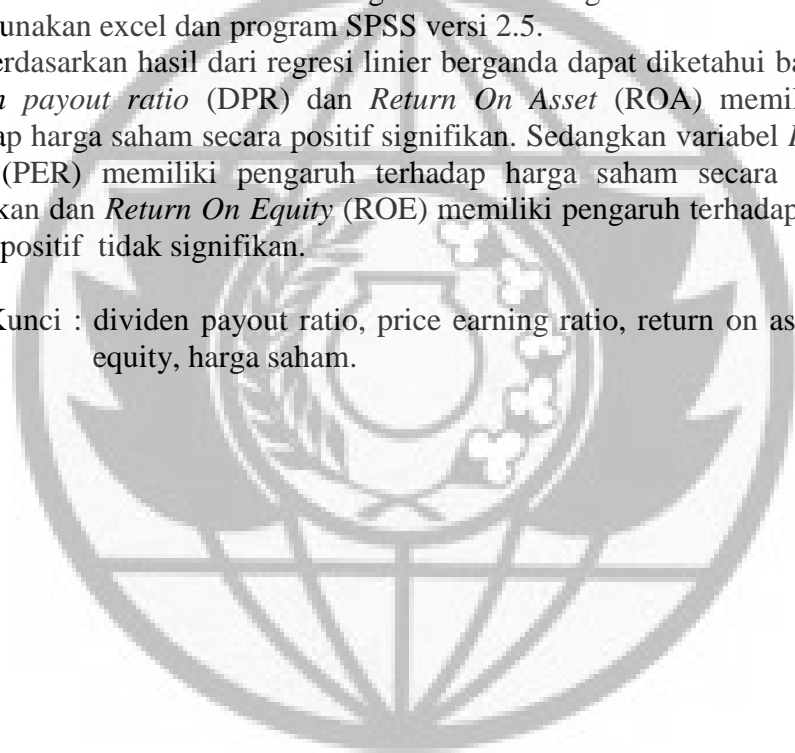 unakan excel dan program SPSS versi 2.5.
erdasarkan hasil dari regresi linier berganda dapat diketahui ba
payout ratio (DPR) dan Return On Asset (ROA) memil
ap harga saham secara positif signifikan. Sedangkan variabel
(PER) memiliki pengaruh terhadap harga saham secara
kan dan Return On Equity (ROE) memiliki pengaruh terhadap
positif tidak signifikan.
Kunci : dividen payout ratio, price earning ratio, return on as
equity, harga saham.